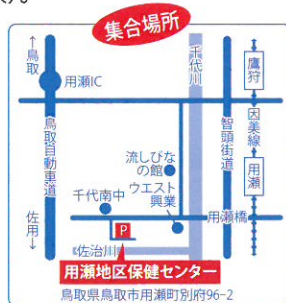 集合場所
←鳥取
用瀬IC
千代川
鷹狩
因美線
用瀬
鳥取自動車道
智頭街道
流しびな
の館
ウエスト
興業
千代南中
用瀬橋
P
佐用→
佐治川
用瀬地区保健センター
鳥取県鳥取市用瀬町別府96-2